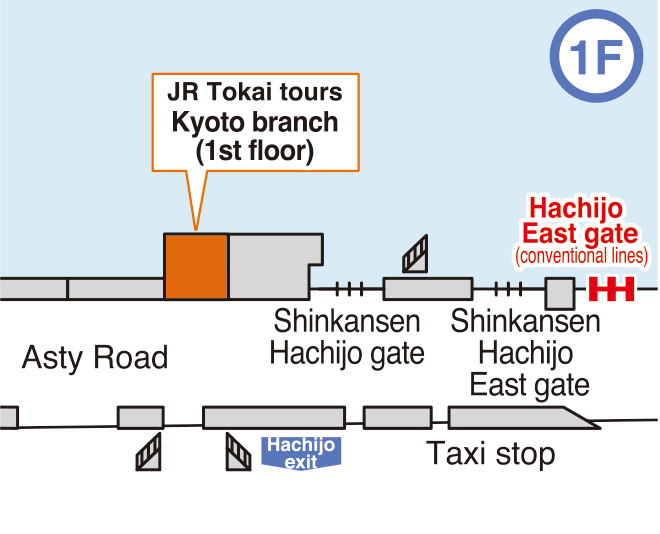 1F
JR Tokai tours
Kyoto branch
(1st floor)
Hachijo
East gate
(conventional lines)
Shinkansen
Hachijo gate
Shinkansen
Hachijo
East gate
Asty Road
Hachijo
exit
Taxi stop